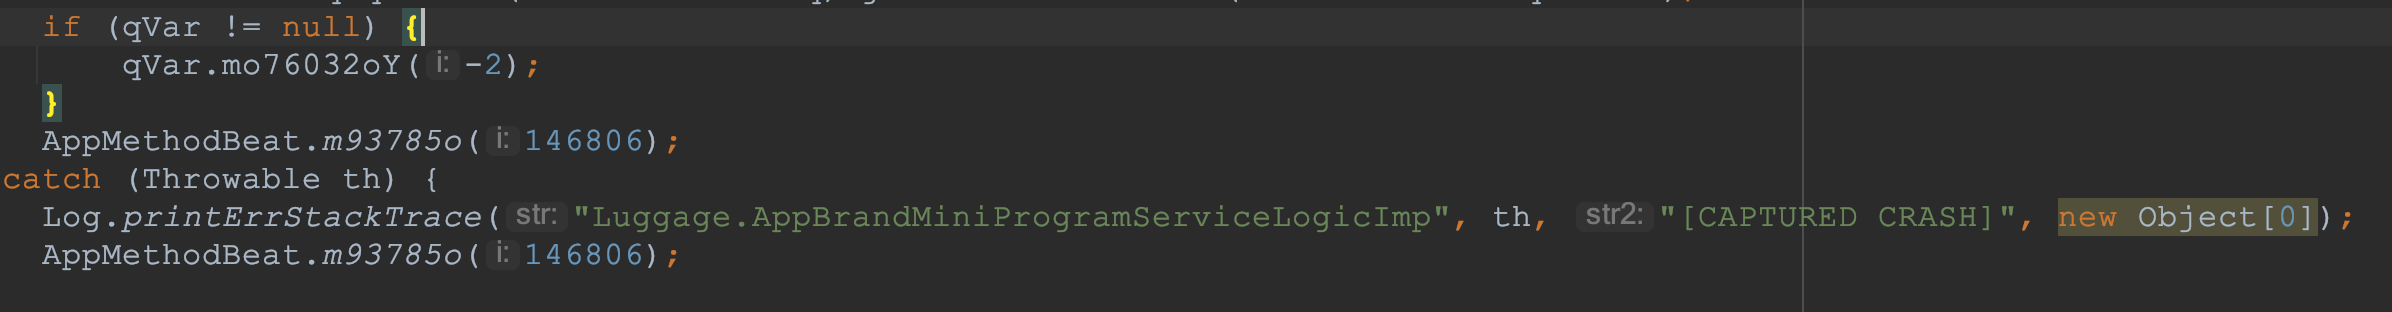 if (qVar != null) {
qVar.mo76032oY( i: -2);
}
AppMethodBeat.m93785o( i: 146806);
catch (Throwable th) {
Log.printErrStackTrace( str: "Luggage.AppBrandMiniProgramServiceLogicImp", th, str2: "[CAPTURED CRASH]", new Object[0]);
AppMethodBeat.m93785o( i: 146806);